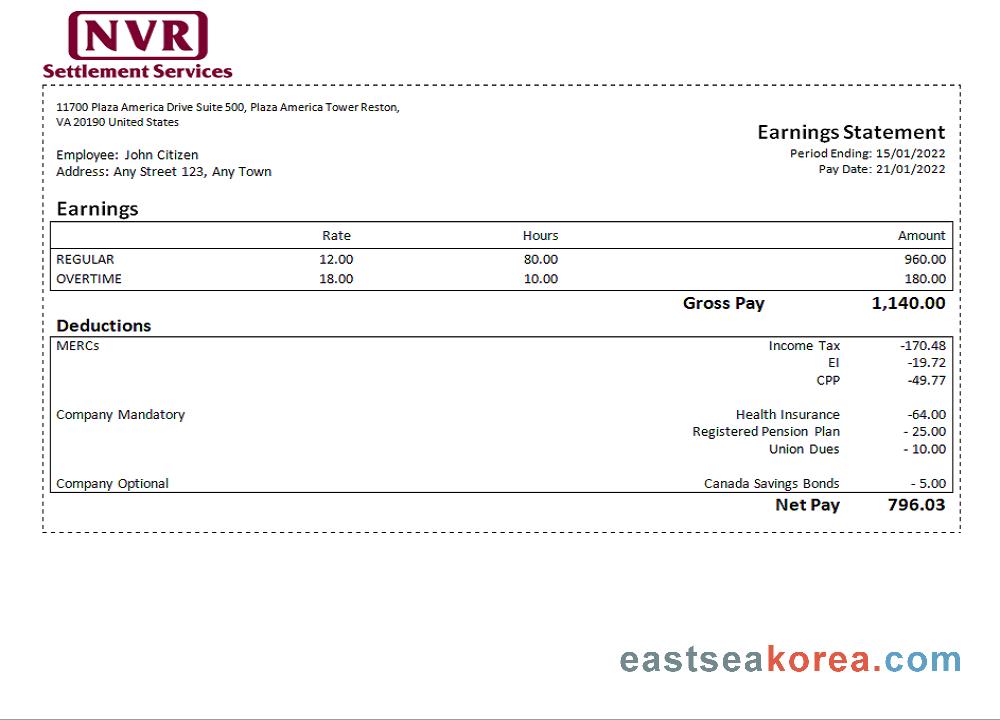 NVR
Settlement Services
11700 Plaza America Drive Suite 500, Plaza America Tower Reston,
VA 20190 United States
Earnings Statement
Period Ending: 15/01/2022
Pay Date: 21/01/2022
Employee: John Citizen
Address: Any Street 123, Any Town
Earnings
Rate Hours Amount
REGULAR 12.00 80.00 960.00
OVERTIME 18.00 10.00 180.00
Gross Pay 1,140.00
Deductions
MERCs Income Tax -170.48
EI -19.72
CPP -49.77
Company Mandatory Health Insurance -64.00
Registered Pension Plan - 25.00
Union Dues - 10.00
Company Optional Canada Savings Bonds - 5.00
Net Pay 796.03
eastseakorea.com